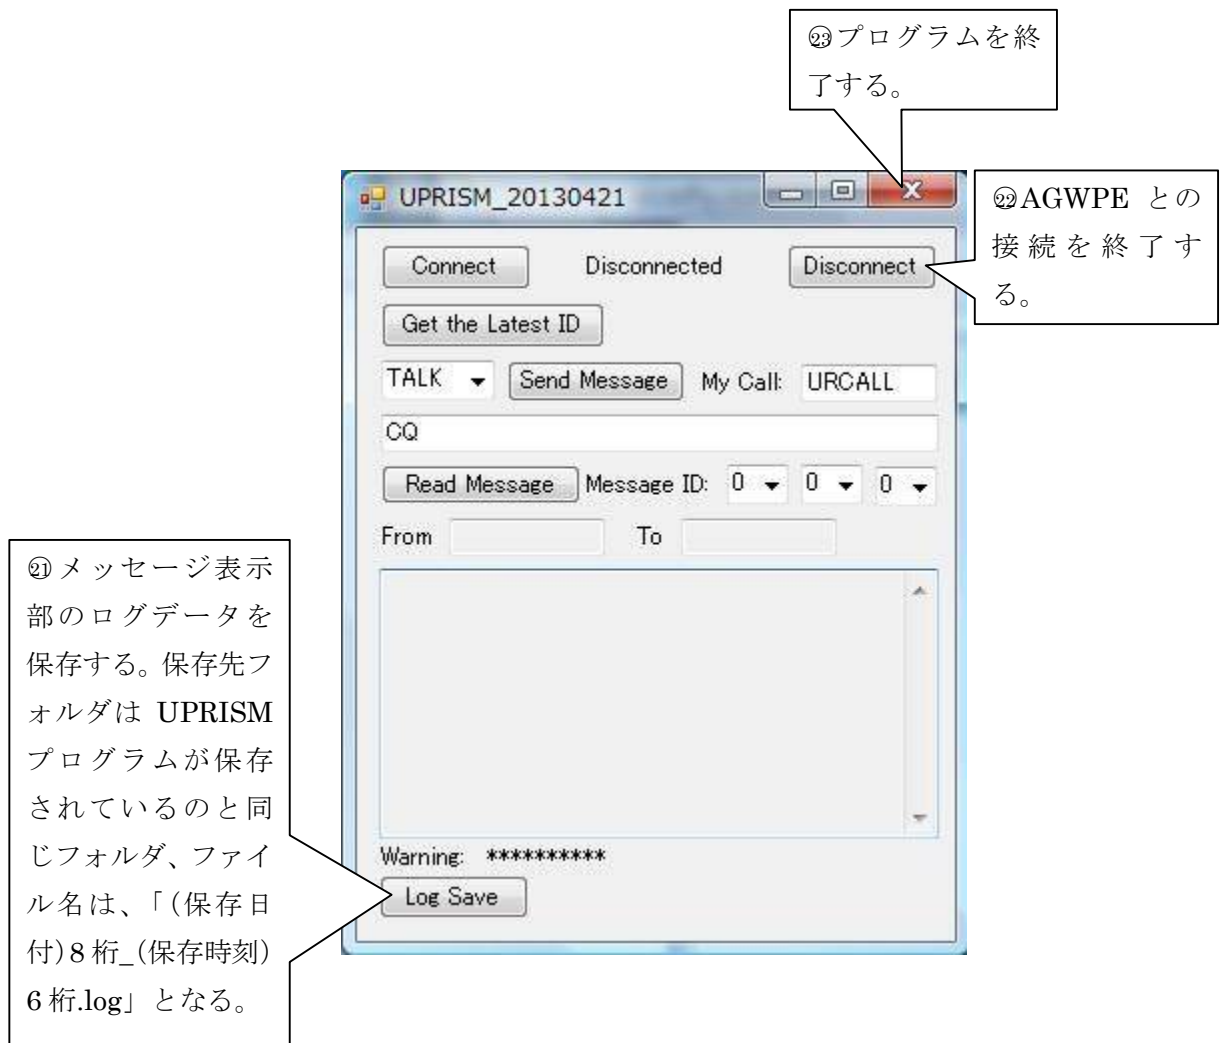 ㉓プログラムを終
了する。
UPRISM_20130421
㉒AGWPE との
接続を終了す
る。
Connect Disconnected Disconnect
Get the Latest ID
TALK Send Message My Call: URCALL
CQ
Read Message Message ID: 0 0 0
From To
㉑メッセージ表示
部のログデータを
保存する。保存先フ
ォルダは UPRISM
プログラムが保存
されているのと同
じフォルダ、ファイ
ル名は、「(保存日
付)8桁_(保存時刻)
6桁.log」となる。
Warning: **********
Log Save